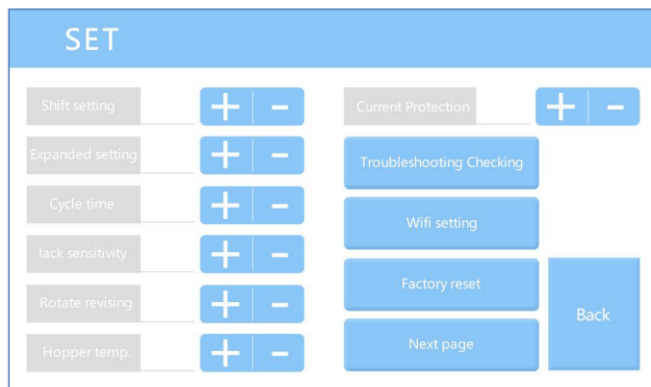 SET
Shift setting
Expanded setting
Cycle time
lack sensitivity
Rotate revising
Hopper temp.
Current Protection
Troubleshooting Checking
Wifi setting
Factory reset
Next page
Back